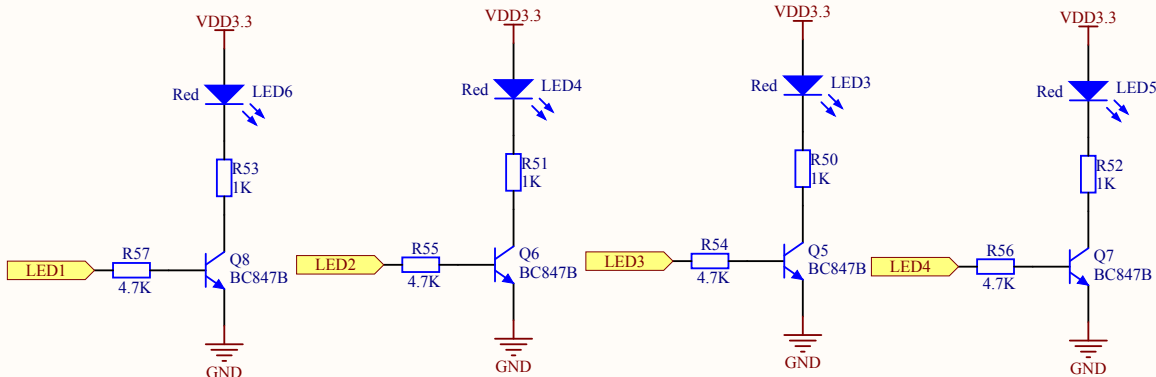 VDD3.3
Red
LED6
R53
1K
R57
4.7K
Q8
BC847B
LED1
GND
VDD3.3
Red
LED4
R51
1K
R55
4.7K
Q6
BC847B
LED2
GND
VDD3.3
Red
LED3
R50
1K
R54
4.7K
Q5
BC847B
LED3
GND
VDD3.3
Red
LED5
R52
1K
R56
4.7K
Q7
BC847B
LED4
GND